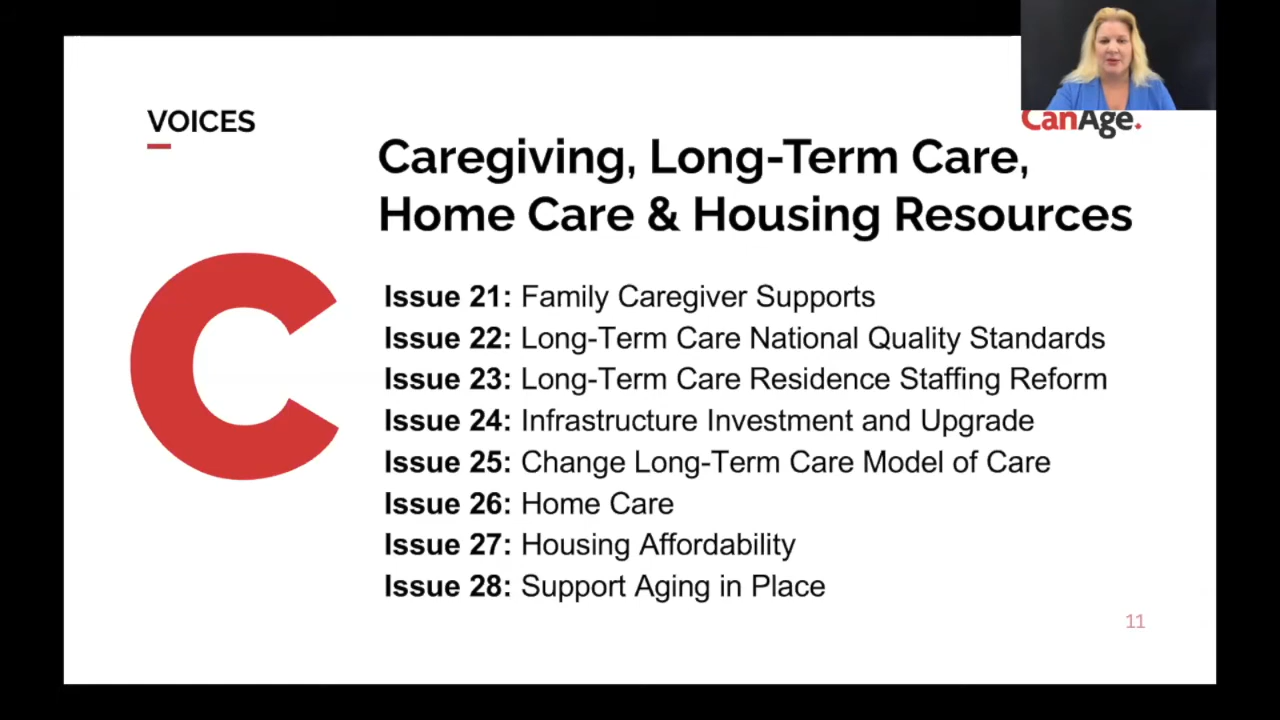 VOICES
CanAge.
Caregiving, Long-Term Care,
Home Care & Housing Resources
C
Issue 21: Family Caregiver Supports
Issue 22: Long-Term Care National Quality Standards
Issue 23: Long-Term Care Residence Staffing Reform
Issue 24: Infrastructure Investment and Upgrade
Issue 25: Change Long-Term Care Model of Care
Issue 26: Home Care
Issue 27: Housing Affordability
Issue 28: Support Aging in Place
11